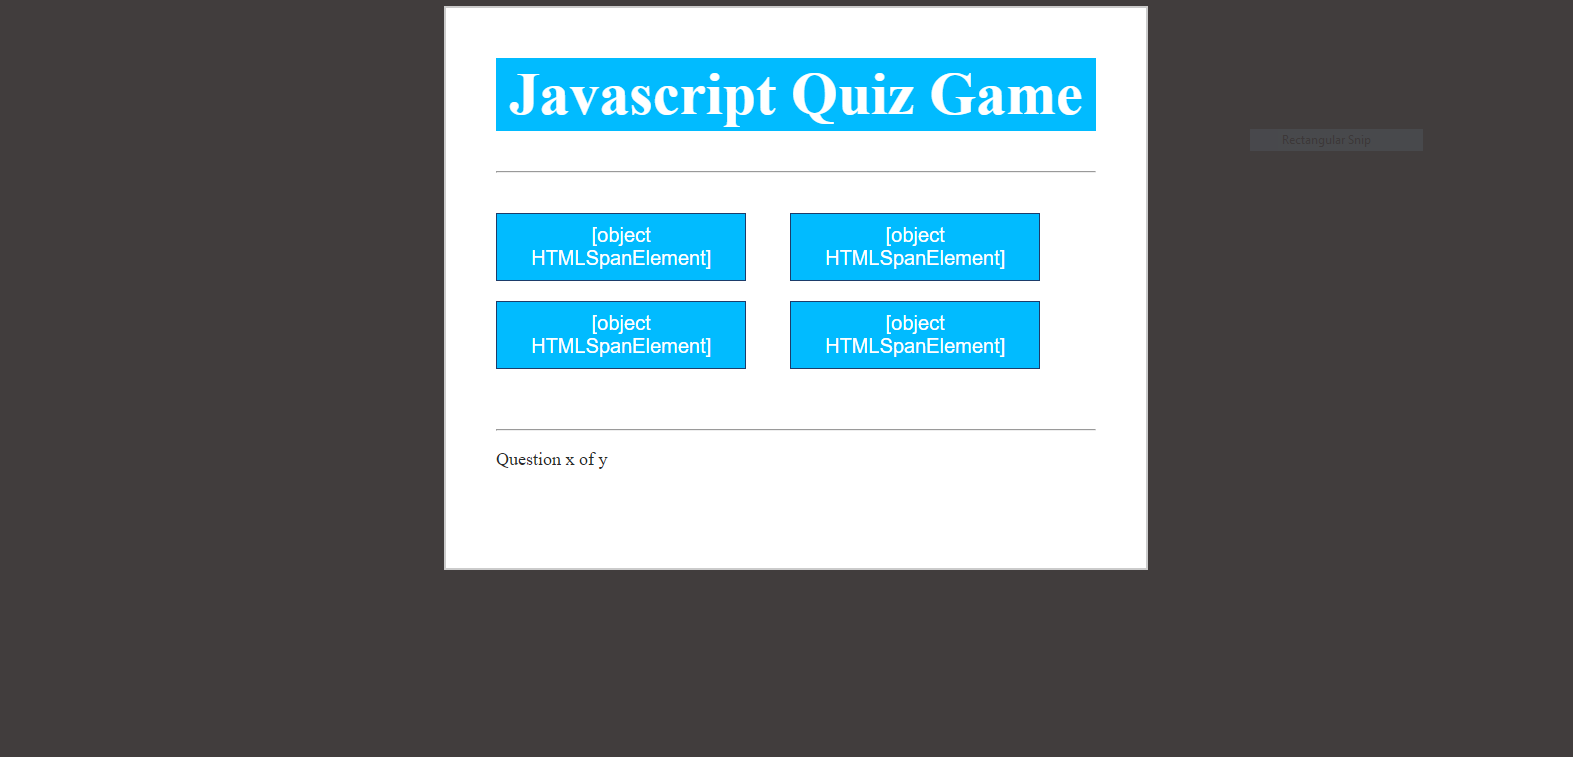 Javascript Quiz Game
Rectangular Snip
[object
HTMLSpanElement]
[object
HTMLSpanElement]
[object
HTMLSpanElement]
[object
HTMLSpanElement]
Question x of y